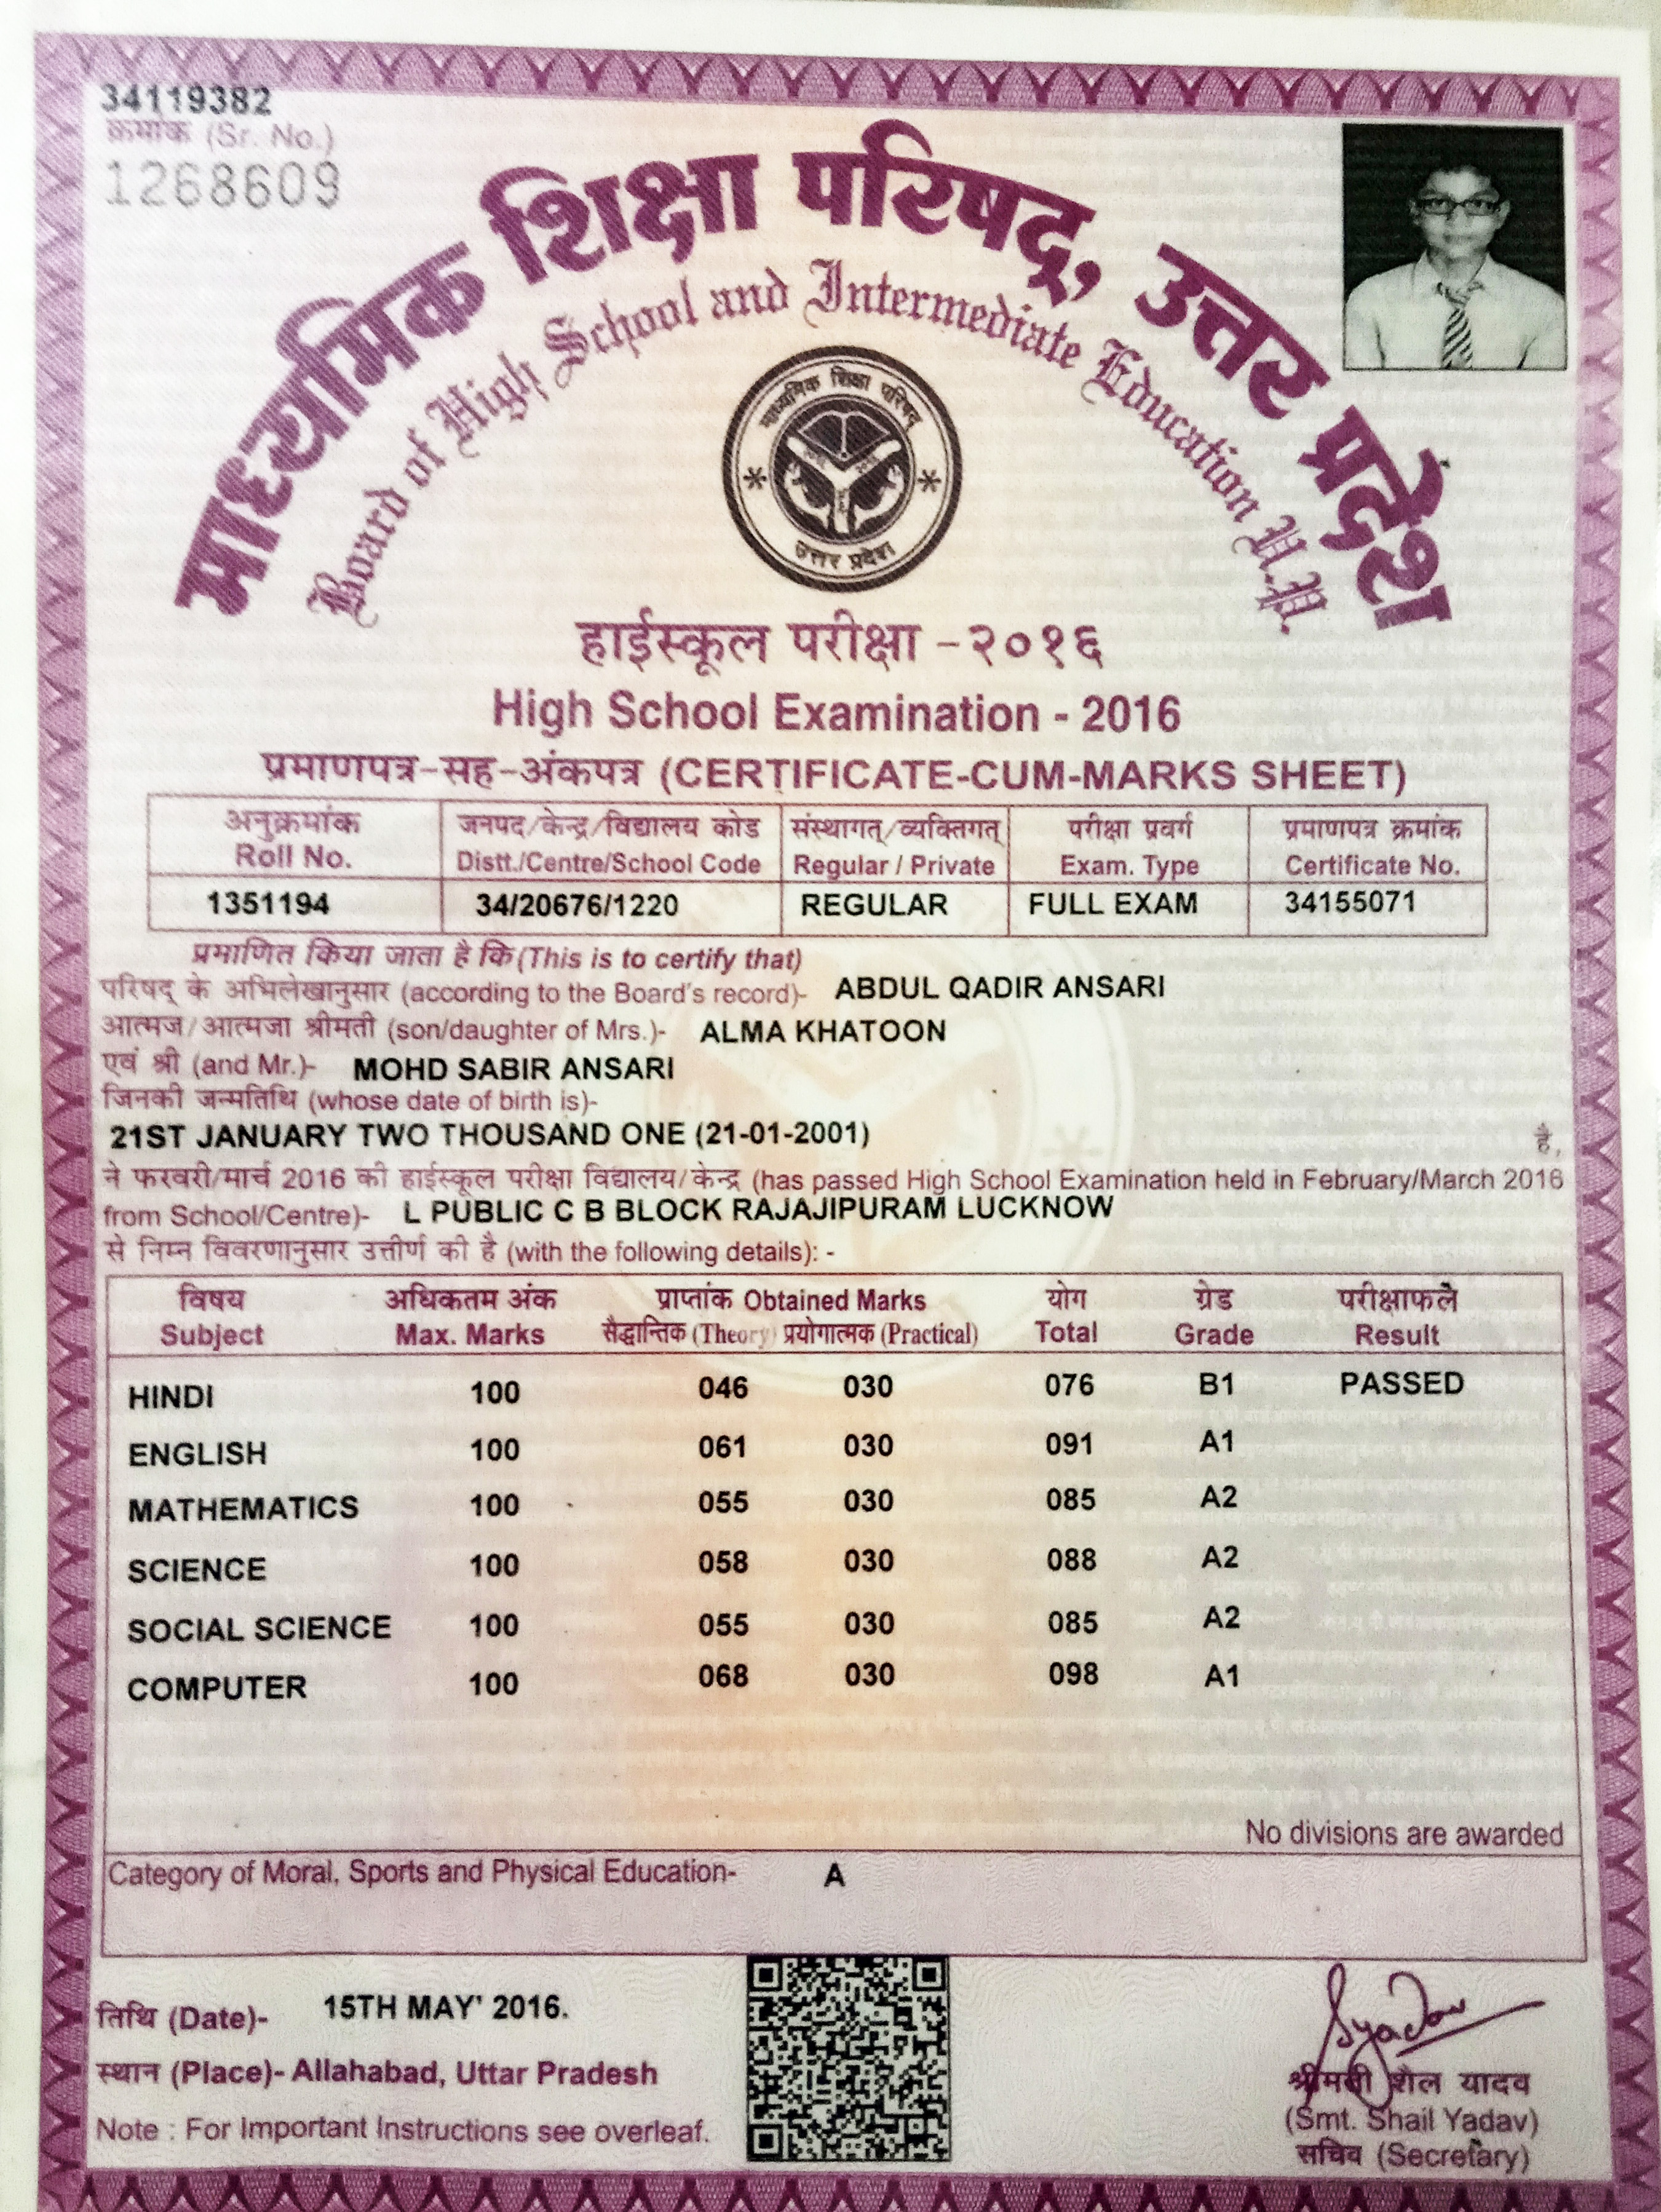 34119382
क्रमांक (Sr. No.)
1268609
माध्यमिक शिक्षा परिषद्, उत्तर प्रदेश
Board of High School and Intermediate Education U.P.
माध्यमिक शिक्षा परिषद्
उत्तर प्रदेश
हाईस्कूल परीक्षा -२०१६
High School Examination - 2016
प्रमाणपत्र-सह-अंकपत्र (CERTIFICATE-CUM-MARKS SHEET)
अनुक्रमांक जनपद/केन्द्र/विद्यालय कोड संस्थागत्/व्यक्तिगत् परीक्षा प्रवर्ग प्रमाणपत्र क्रमांक
Roll No. Distt./Centre/School Code Regular / Private Exam. Type Certificate No.
1351194 34/20676/1220 REGULAR FULL EXAM 34155071
प्रमाणित किया जाता है कि (This is to certify that)
परिषद् के अभिलेखानुसार (according to the Board's record)- ABDUL QADIR ANSARI
आत्मज/आत्मजा श्रीमती (son/daughter of Mrs.)- ALMA KHATOON
एवं श्री (and Mr.)- MOHD SABIR ANSARI
जिनकी जन्मतिथि (whose date of birth is)-
21ST JANUARY TWO THOUSAND ONE (21-01-2001) है,
ने फरवरी/मार्च 2016 की हाईस्कूल परीक्षा विद्यालय/केन्द्र (has passed High School Examination held in February/March 2016
from School/Centre)- L PUBLIC C B BLOCK RAJAJIPURAM LUCKNOW
से निम्न विवरणानुसार उत्तीर्ण की है (with the following details): -
विषय अधिकतम अंक प्राप्तांक Obtained Marks योग ग्रेड परीक्षाफल
Subject Max. Marks सैद्धान्तिक (Theory) प्रयोगात्मक (Practical) Total Grade Result
HINDI 100 046 030 076 B1 PASSED
ENGLISH 100 061 030 091 A1
MATHEMATICS 100 055 030 085 A2
SCIENCE 100 058 030 088 A2
SOCIAL SCIENCE 100 055 030 085 A2
COMPUTER 100 068 030 098 A1
No divisions are awarded
Category of Moral, Sports and Physical Education- A
तिथि (Date)- 15TH MAY' 2016.
स्थान (Place)- Allahabad, Uttar Pradesh
Note : For Important Instructions see overleaf.
Syadav
श्रीमती शैल यादव
(Smt. Shail Yadav)
सचिव (Secretary)